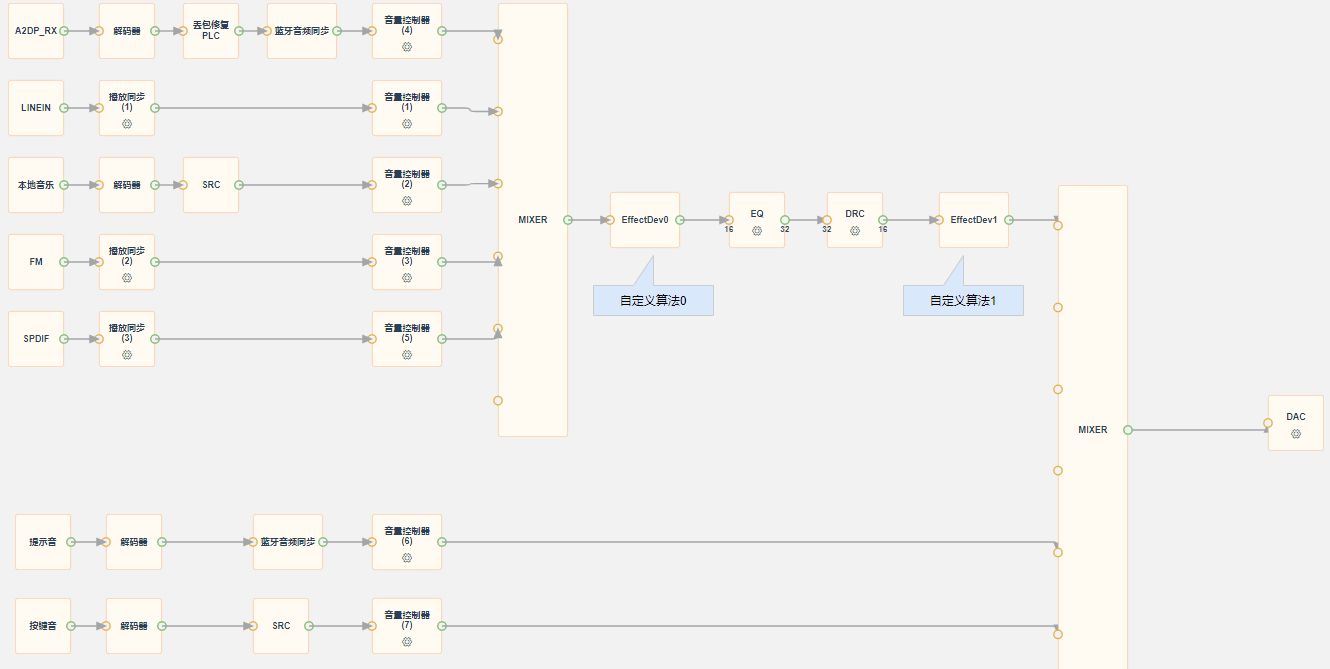 A2DP_RX
解码器
丢包修复
PLC
蓝牙音频同步
音量控制器
(4)
LINEIN
播放同步
(1)
音量控制器
(1)
本地音乐
解码器
SRC
音量控制器
(2)
FM
播放同步
(2)
音量控制器
(3)
SPDIF
播放同步
(3)
音量控制器
(5)
MIXER
EffectDev0
16
EQ
32
32
DRC
16
EffectDev1
自定义算法0
自定义算法1
MIXER
DAC
提示音
解码器
蓝牙音频同步
音量控制器
(6)
按键音
解码器
SRC
音量控制器
(7)